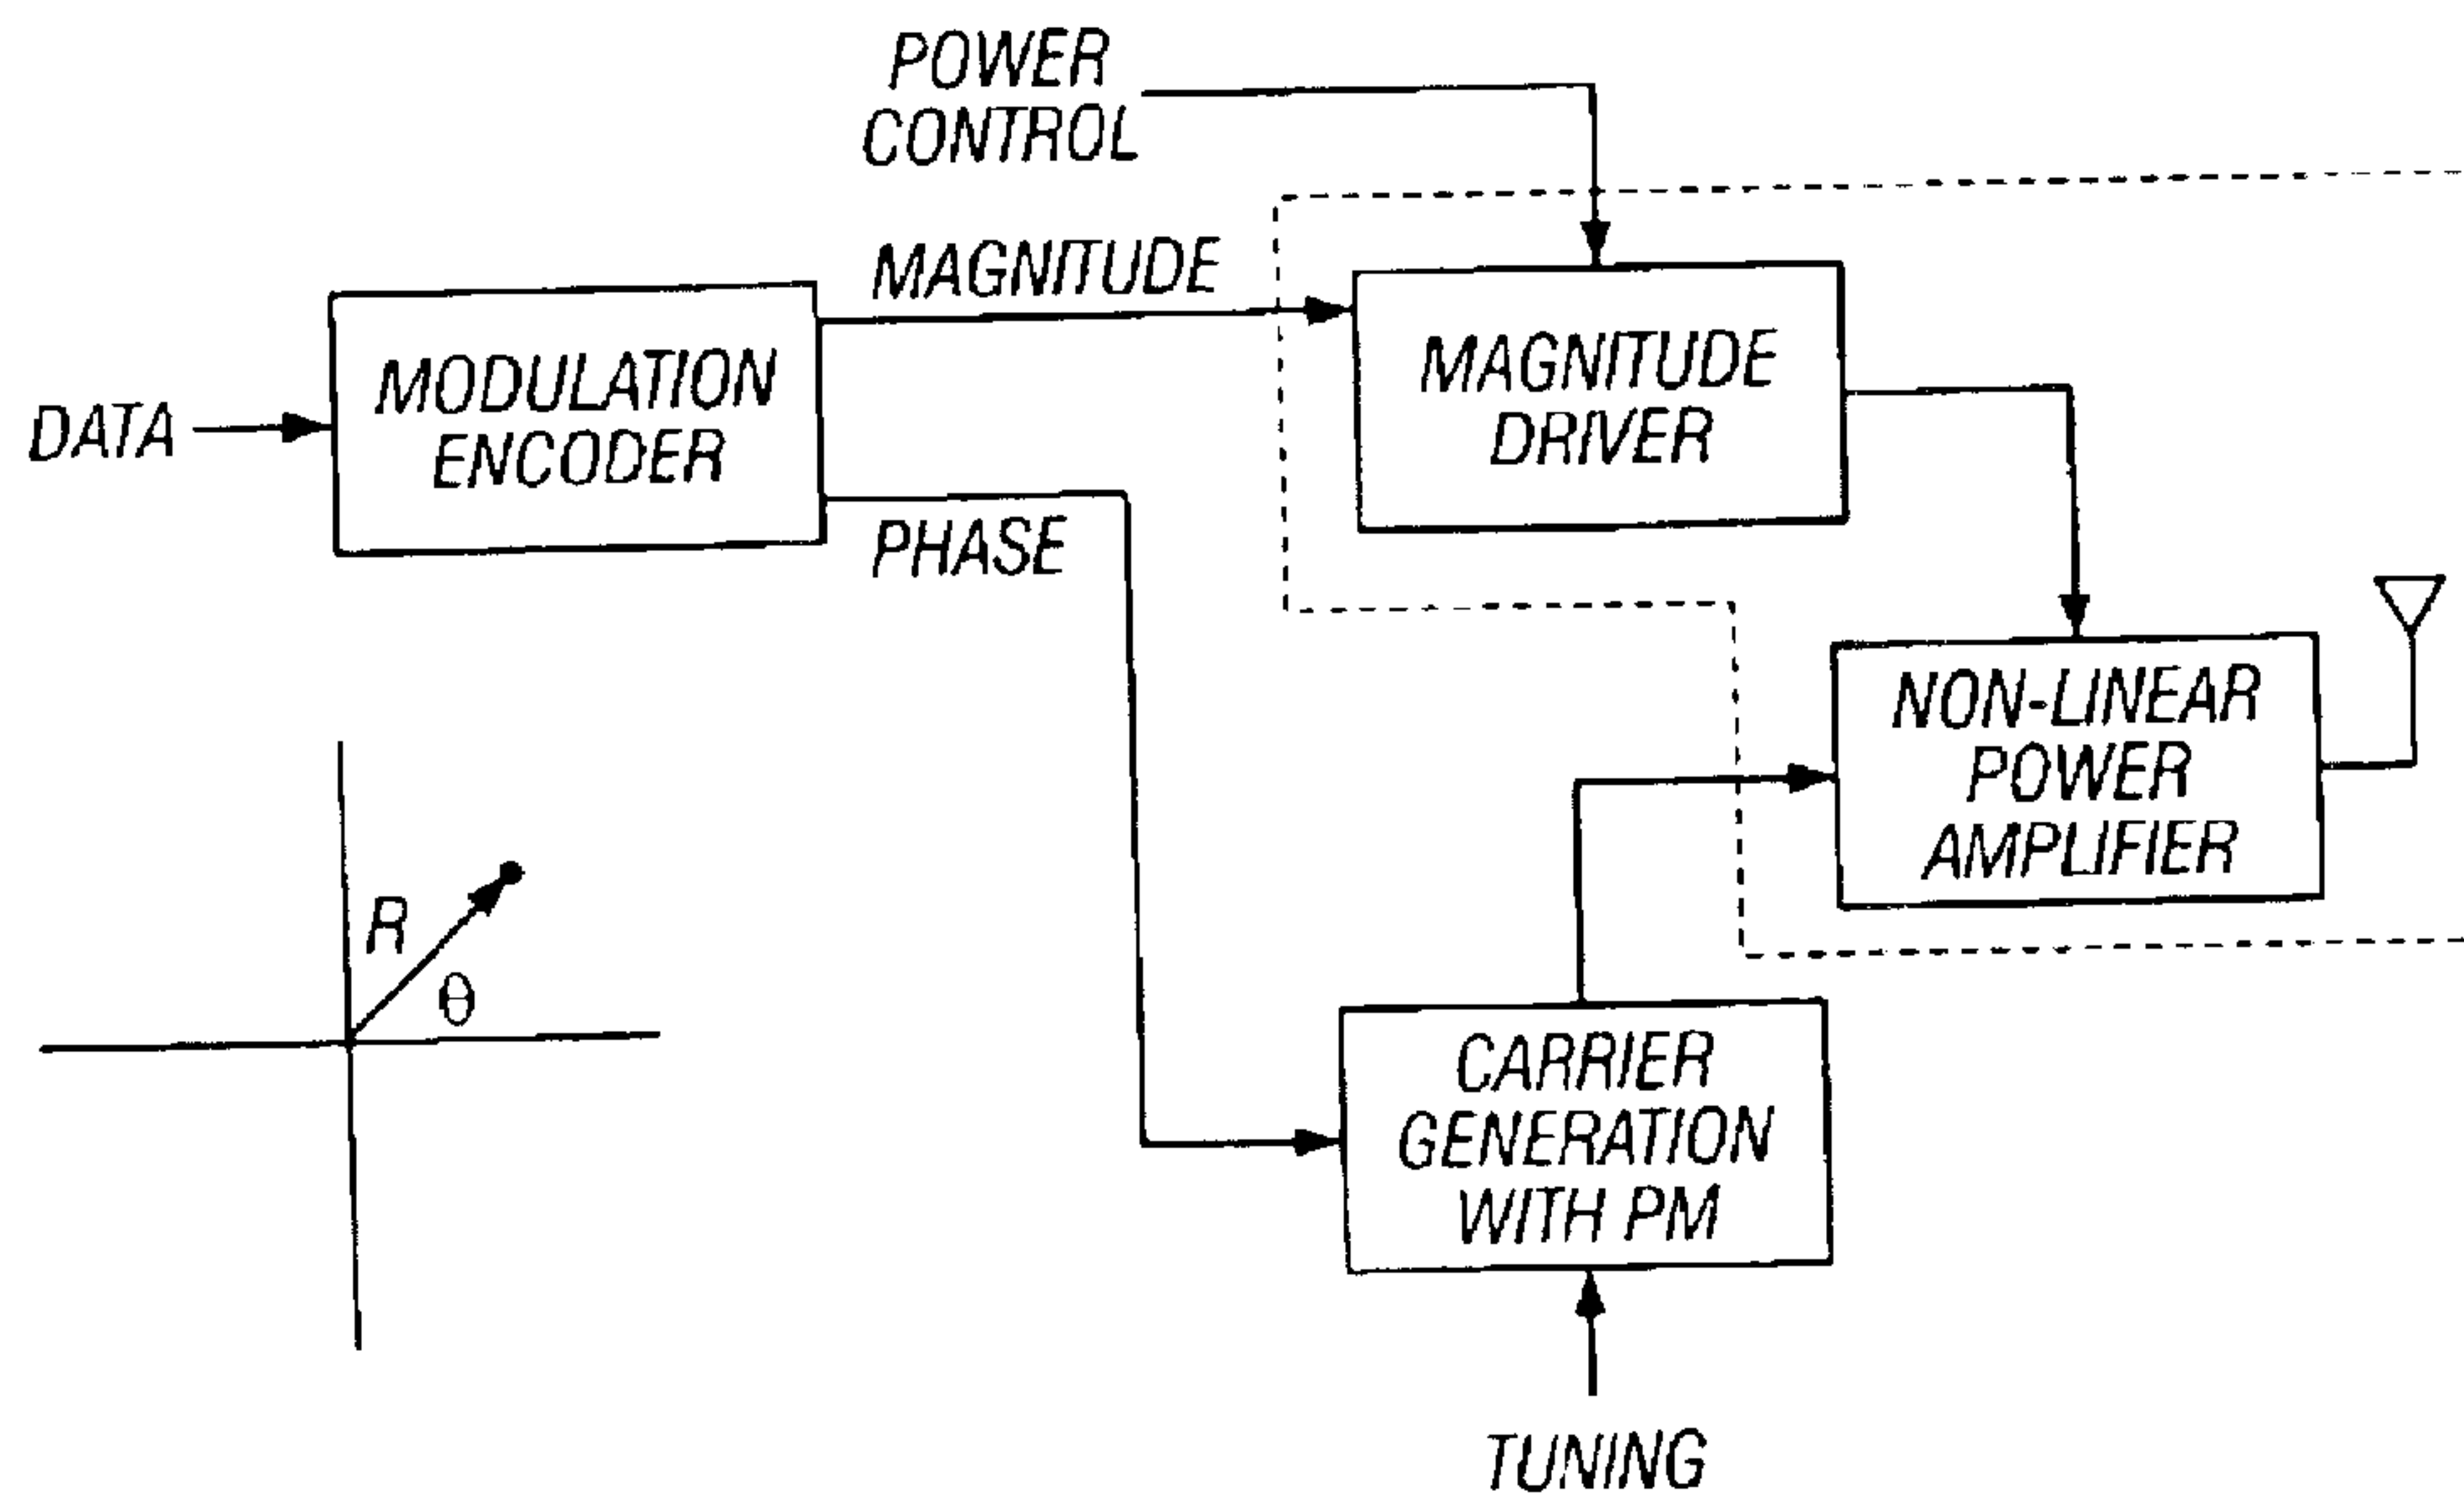 POWER
CONTROL
MAGNITUDE
MODULATION
ENCODER
DATA
PHASE
MAGNITUDE
DRIVER
NON-LINEAR
POWER
AMPLIFIER
R
θ
CARRIER
GENERATION
WITH PM
TUNING